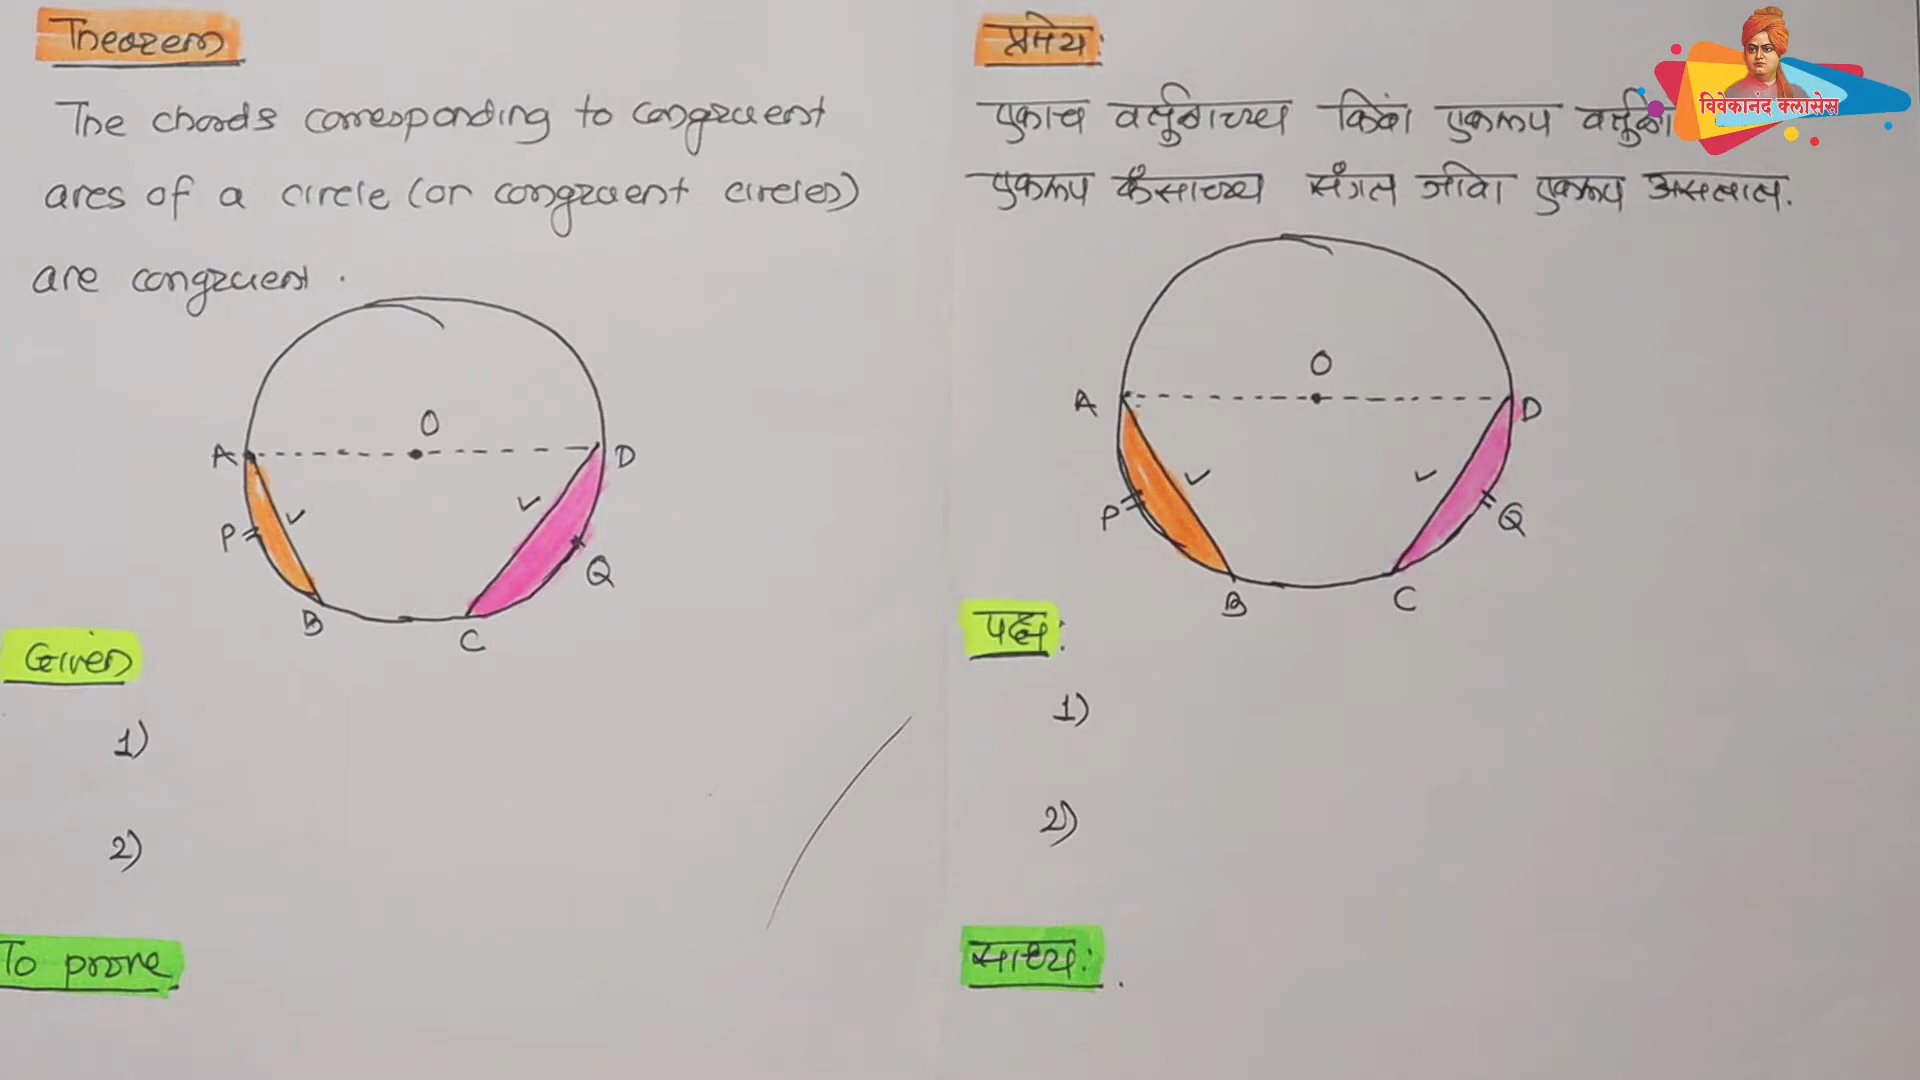 Theorem
The chords corresponding to congruent
arcs of a circle (or congruent circles)
are congruent.
O
A
D
P
Q
B
C
Given
1)
2)
To prove
प्रमेय:
एकाच वर्तुळाच्या किंवा एकरूप वर्तुळा
एकरूप कंसाच्या संगत जीवा एकरूप असतात.
O
A
D
P
Q
B
C
पक्ष:
1)
2)
साध्य:
विवेकानंद क्लासेस